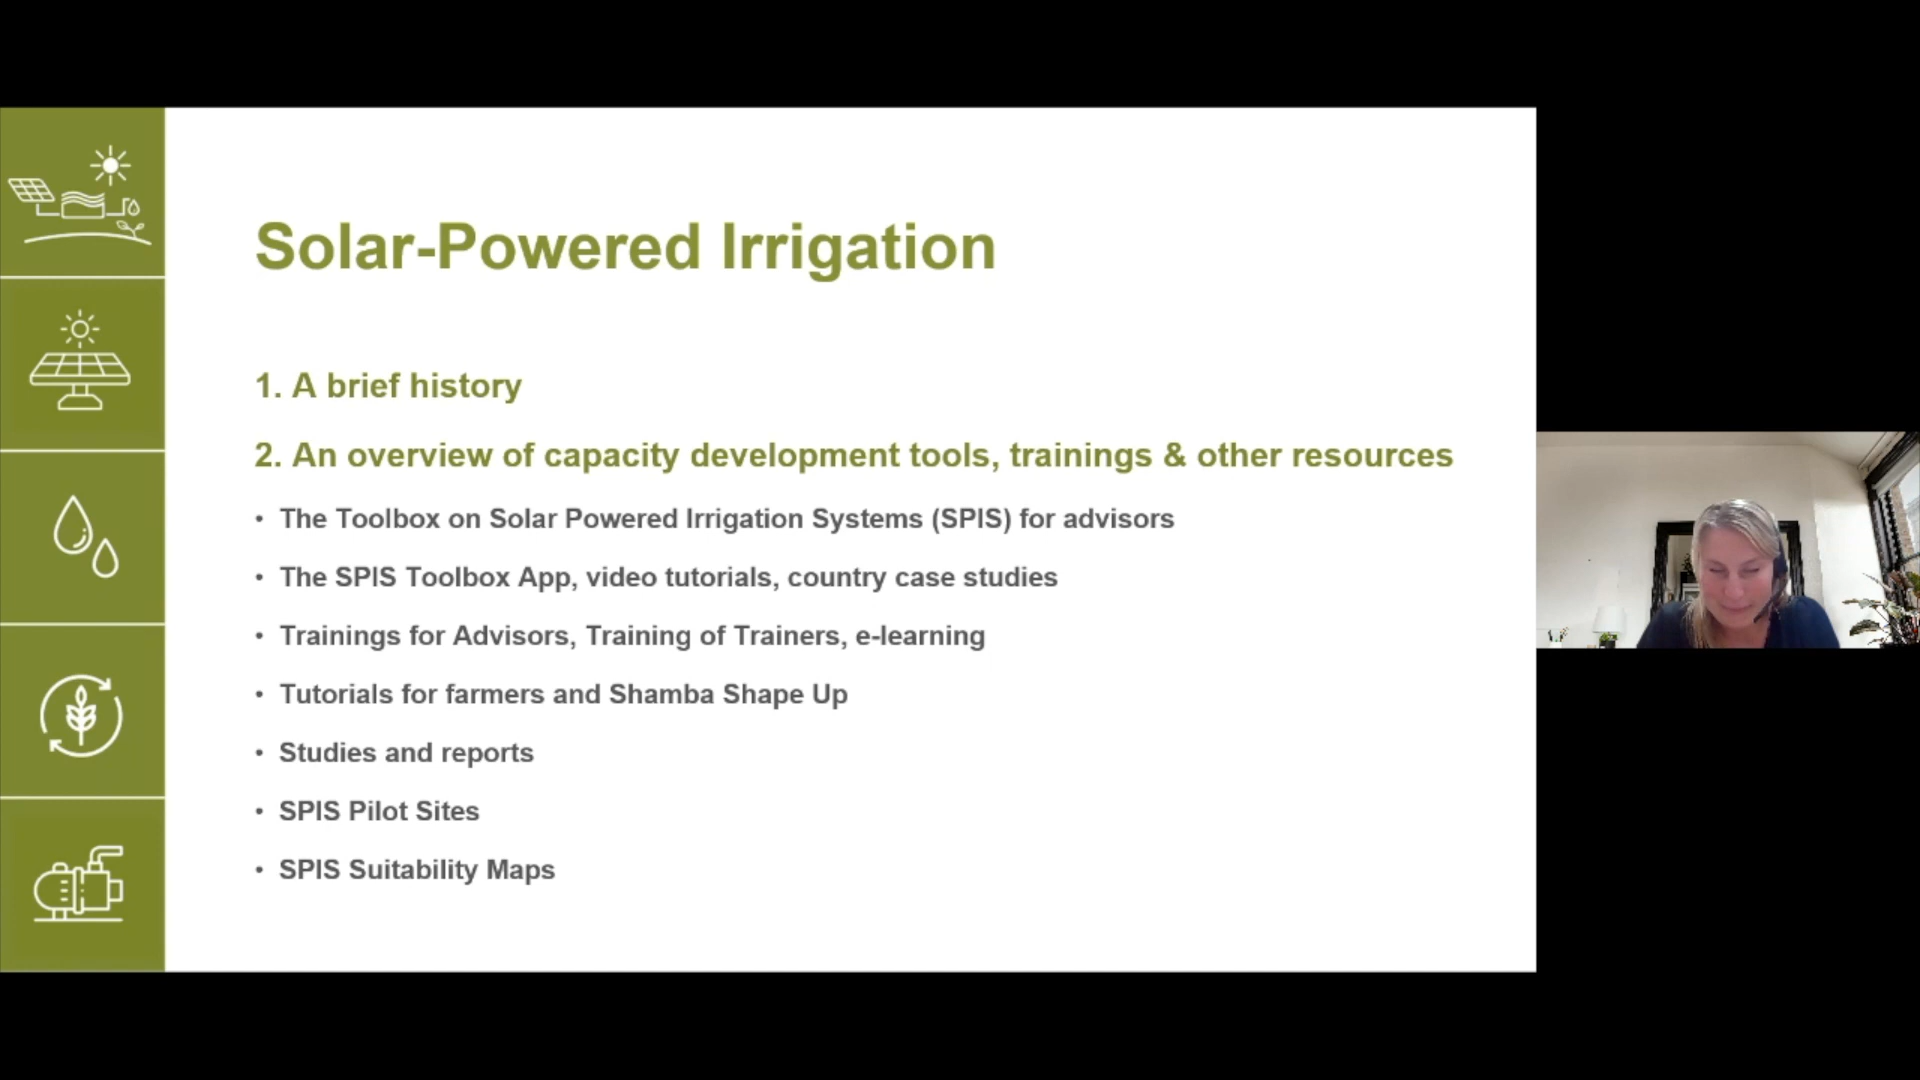 Solar-Powered Irrigation
1. A brief history
2. An overview of capacity development tools, trainings & other resources
• The Toolbox on Solar Powered Irrigation Systems (SPIS) for advisors
• The SPIS Toolbox App, video tutorials, country case studies
• Trainings for Advisors, Training of Trainers, e-learning
• Tutorials for farmers and Shamba Shape Up
• Studies and reports
• SPIS Pilot Sites
• SPIS Suitability Maps